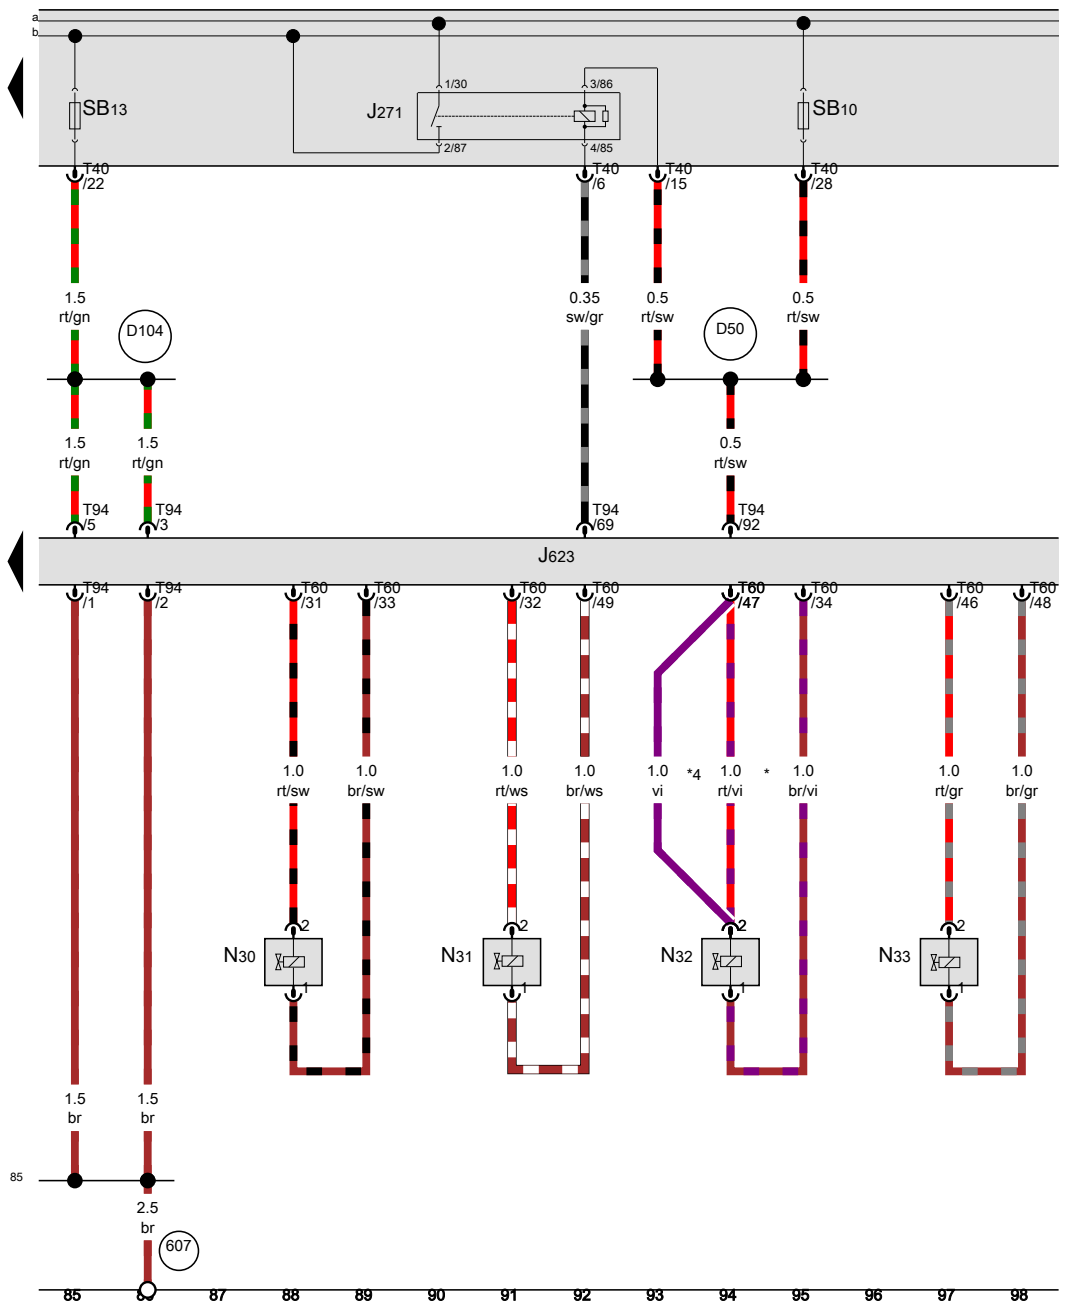 a
b
1/30
3/86
SB13
J271
SB10
2/87
4/85
T40
/22
T40
/6
T40
/15
T40
/28
1.5
rt/gn
0.35
sw/gr
0.5
rt/sw
0.5
rt/sw
D104
D50
1.5
rt/gn
1.5
rt/gn
0.5
rt/sw
T94
/5
T94
/3
T94
/69
T94
/92
J623
T94
/1
T94
/2
T60
/31
T60
/33
T60
/32
T60
/49
T60
/47
T60
/34
T60
/46
T60
/48
1.0
rt/sw
1.0
br/sw
1.0
rt/ws
1.0
br/ws
1.0
vi
*4
1.0
rt/vi
*
1.0
br/vi
1.0
rt/gr
1.0
br/gr
2
2
2
2
N30
N31
N32
N33
1
1
1
1
1.5
br
1.5
br
85
2.5
br
607
85 86 87 88 89 90 91 92 93 94 95 96 97 98